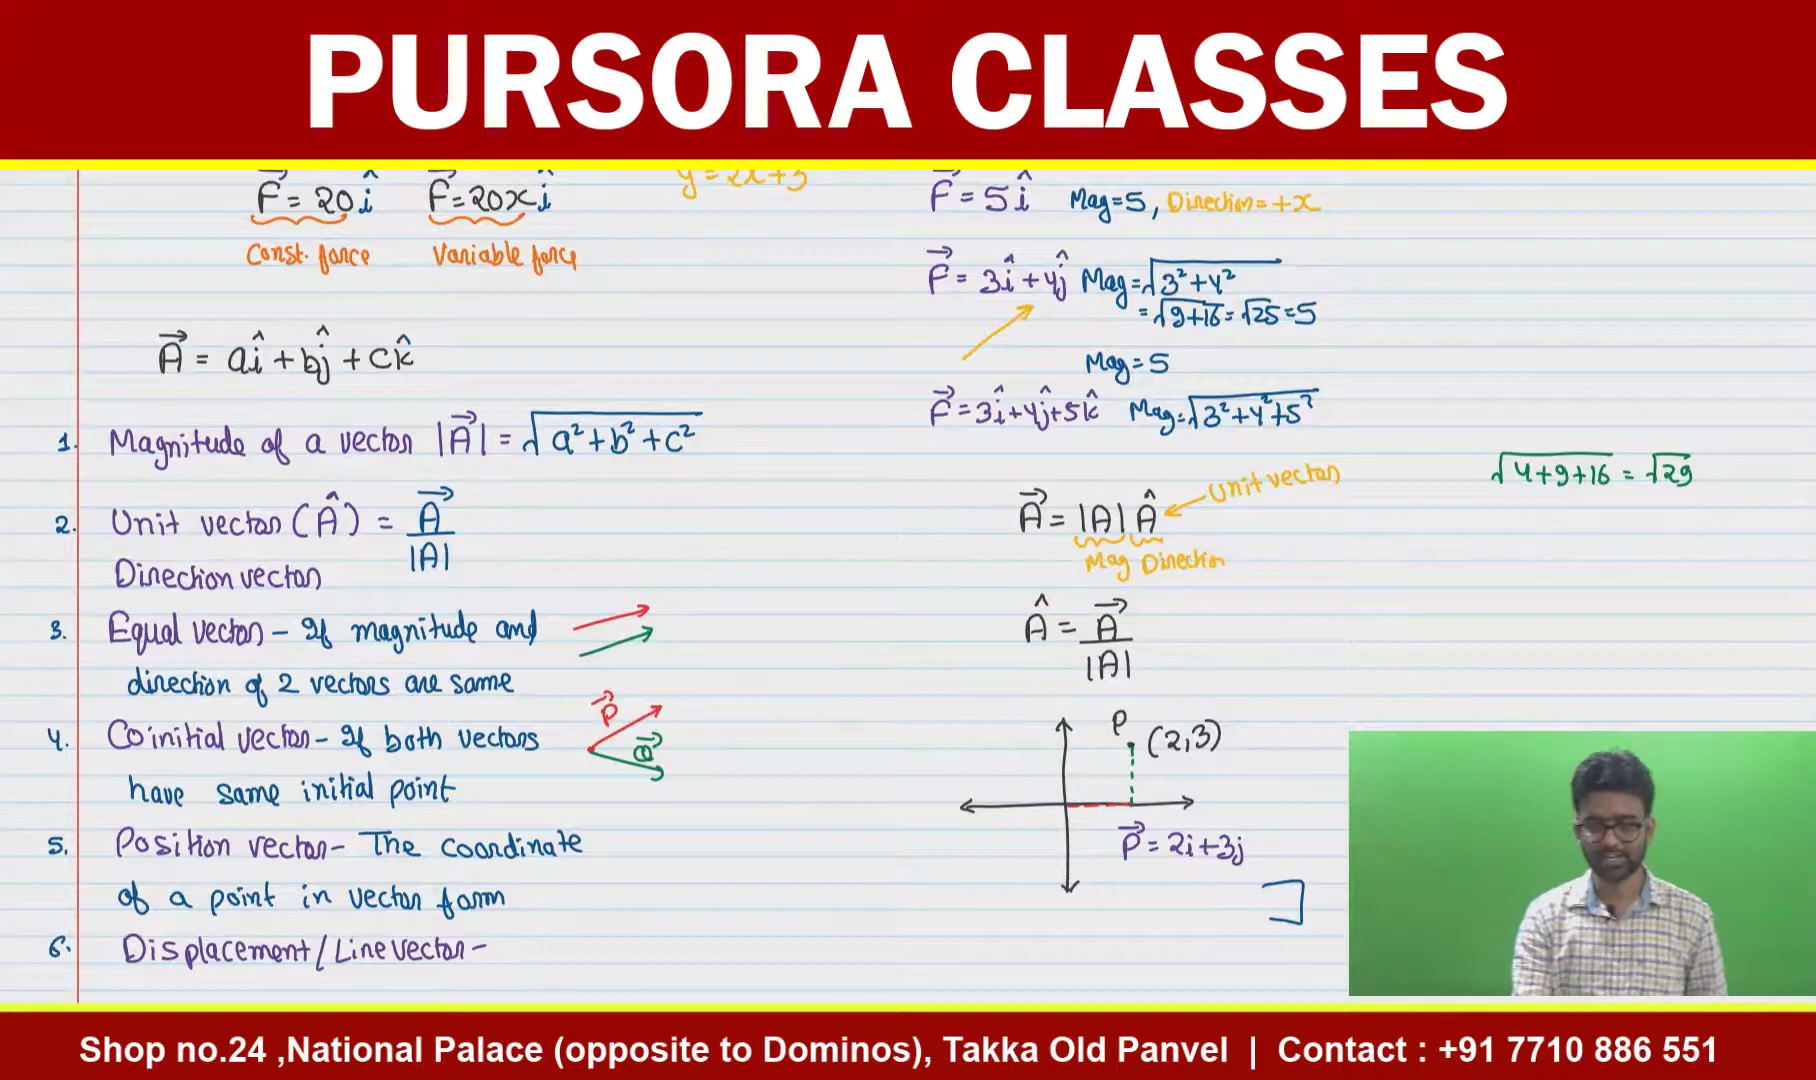 PURSORA CLASSES
F⃗ = 20î F⃗ = 20xî y = 2x+3
Const. force Variable force
A⃗ = aî + bĵ + ck̂
1. Magnitude of a vector |A⃗| = √a²+b²+c²
2. Unit vector (Â) = A⃗/|A|
Direction vector
3. Equal vector - If magnitude and
direction of 2 vectors are same
P⃗
4. Coinitial vector - If both vectors
Q⃗
have same initial point
5. Position vector - The coordinate
of a point in vector form
6. Displacement/Line vector -
F⃗ = 5î Mag=5, Direction=+x
F⃗ = 3î+4ĵ Mag=√3²+4²
=√9+16=√25=5
Mag=5
F⃗=3î+4ĵ+5k̂ Mag=√3²+4²+5²
√4+9+16 = √29
Unit vector
A⃗ = |A| Â
Mag Direction
 = A⃗/|A|
P (2,3)
P⃗ = 2i+3j
Shop no.24 ,National Palace (opposite to Dominos), Takka Old Panvel | Contact : +91 7710 886 551